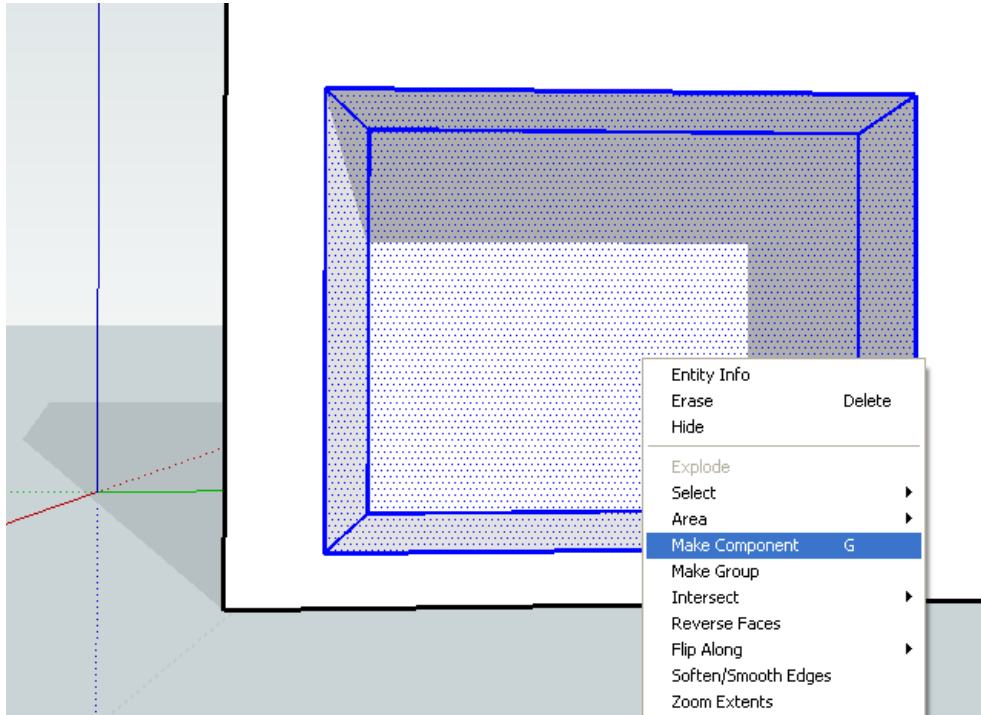 Entity Info
Erase Delete
Hide
Explode
Select
Area
Make Component G
Make Group
Intersect
Reverse Faces
Flip Along
Soften/Smooth Edges
Zoom Extents